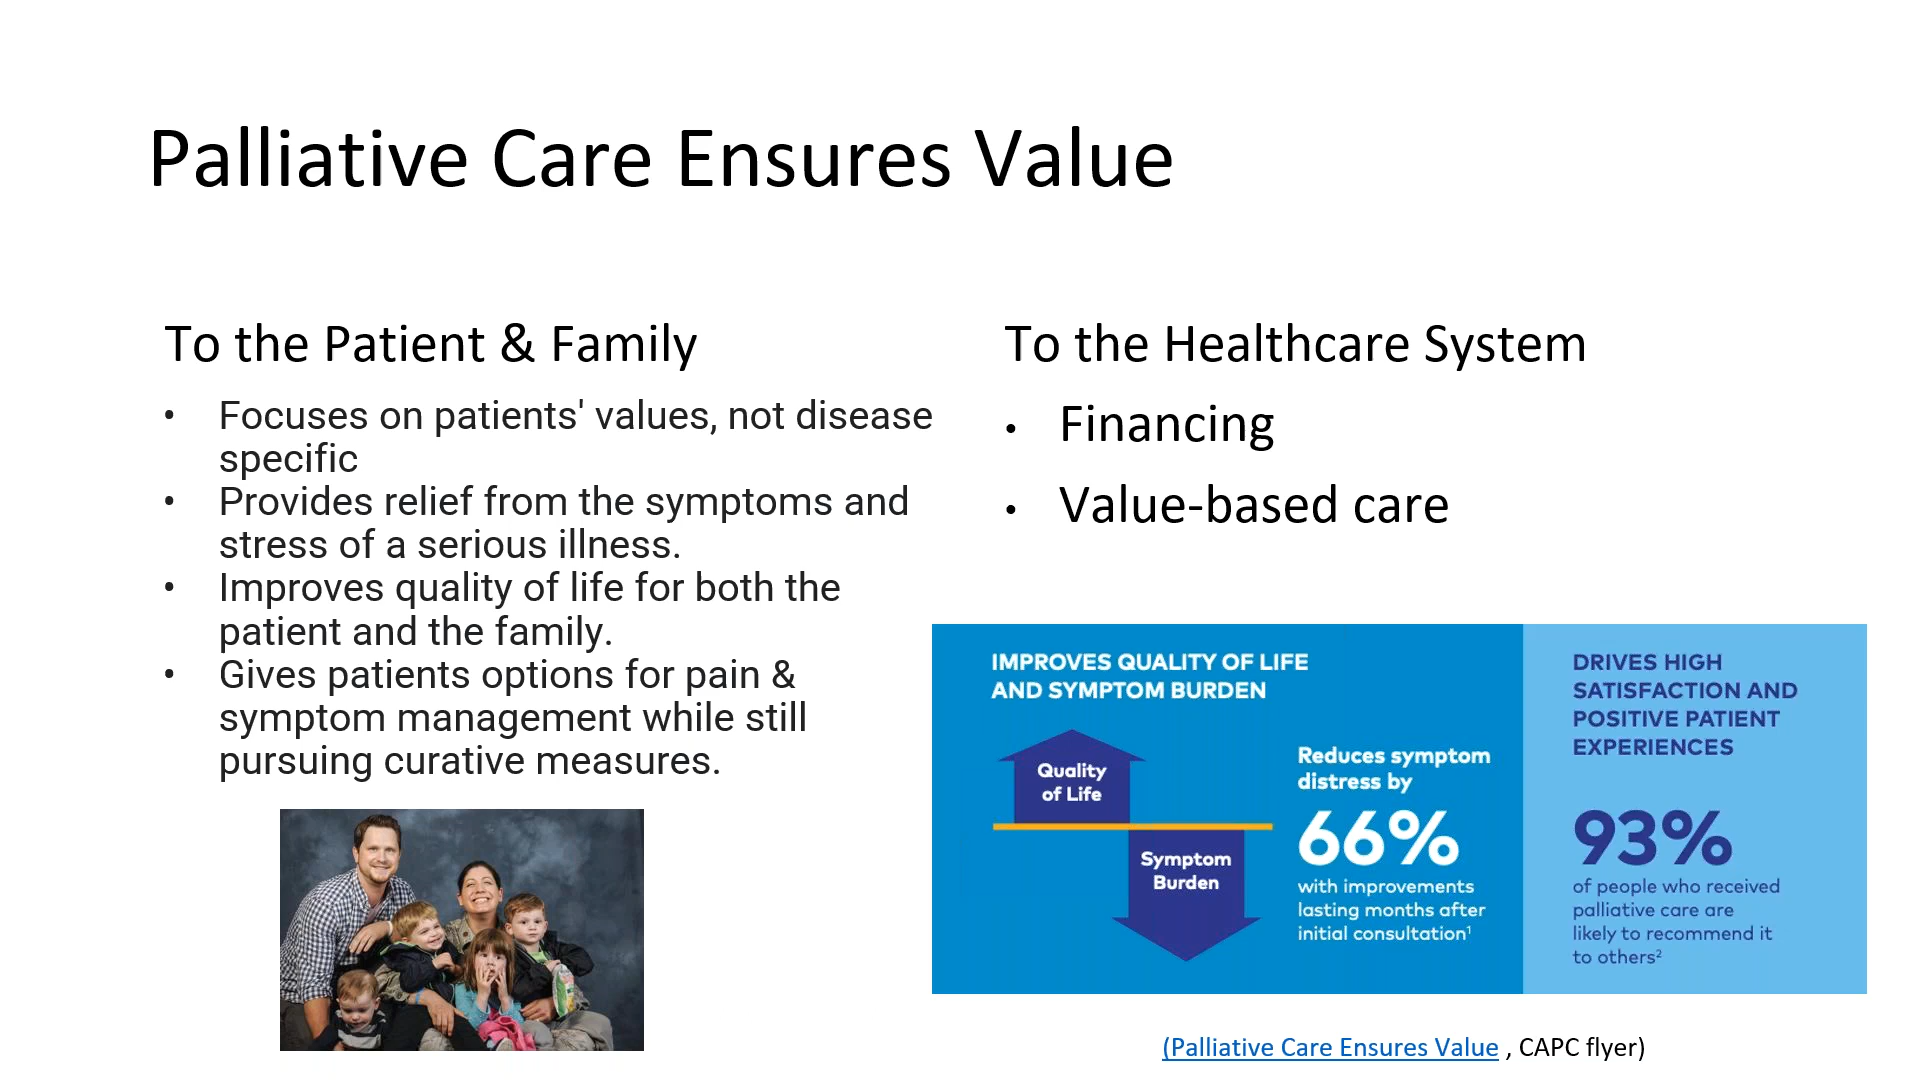 Palliative Care Ensures Value
To the Patient & Family
• Focuses on patients' values, not disease
specific
• Provides relief from the symptoms and
stress of a serious illness.
• Improves quality of life for both the
patient and the family.
• Gives patients options for pain &
symptom management while still
pursuing curative measures.
To the Healthcare System
• Financing
• Value-based care
IMPROVES QUALITY OF LIFE
AND SYMPTOM BURDEN
Quality
of Life
Symptom
Burden
Reduces symptom
distress by
66%
with improvements
lasting months after
initial consultation¹
DRIVES HIGH
SATISFACTION AND
POSITIVE PATIENT
EXPERIENCES
93%
of people who received
palliative care are
likely to recommend it
to others²
(Palliative Care Ensures Value , CAPC flyer)